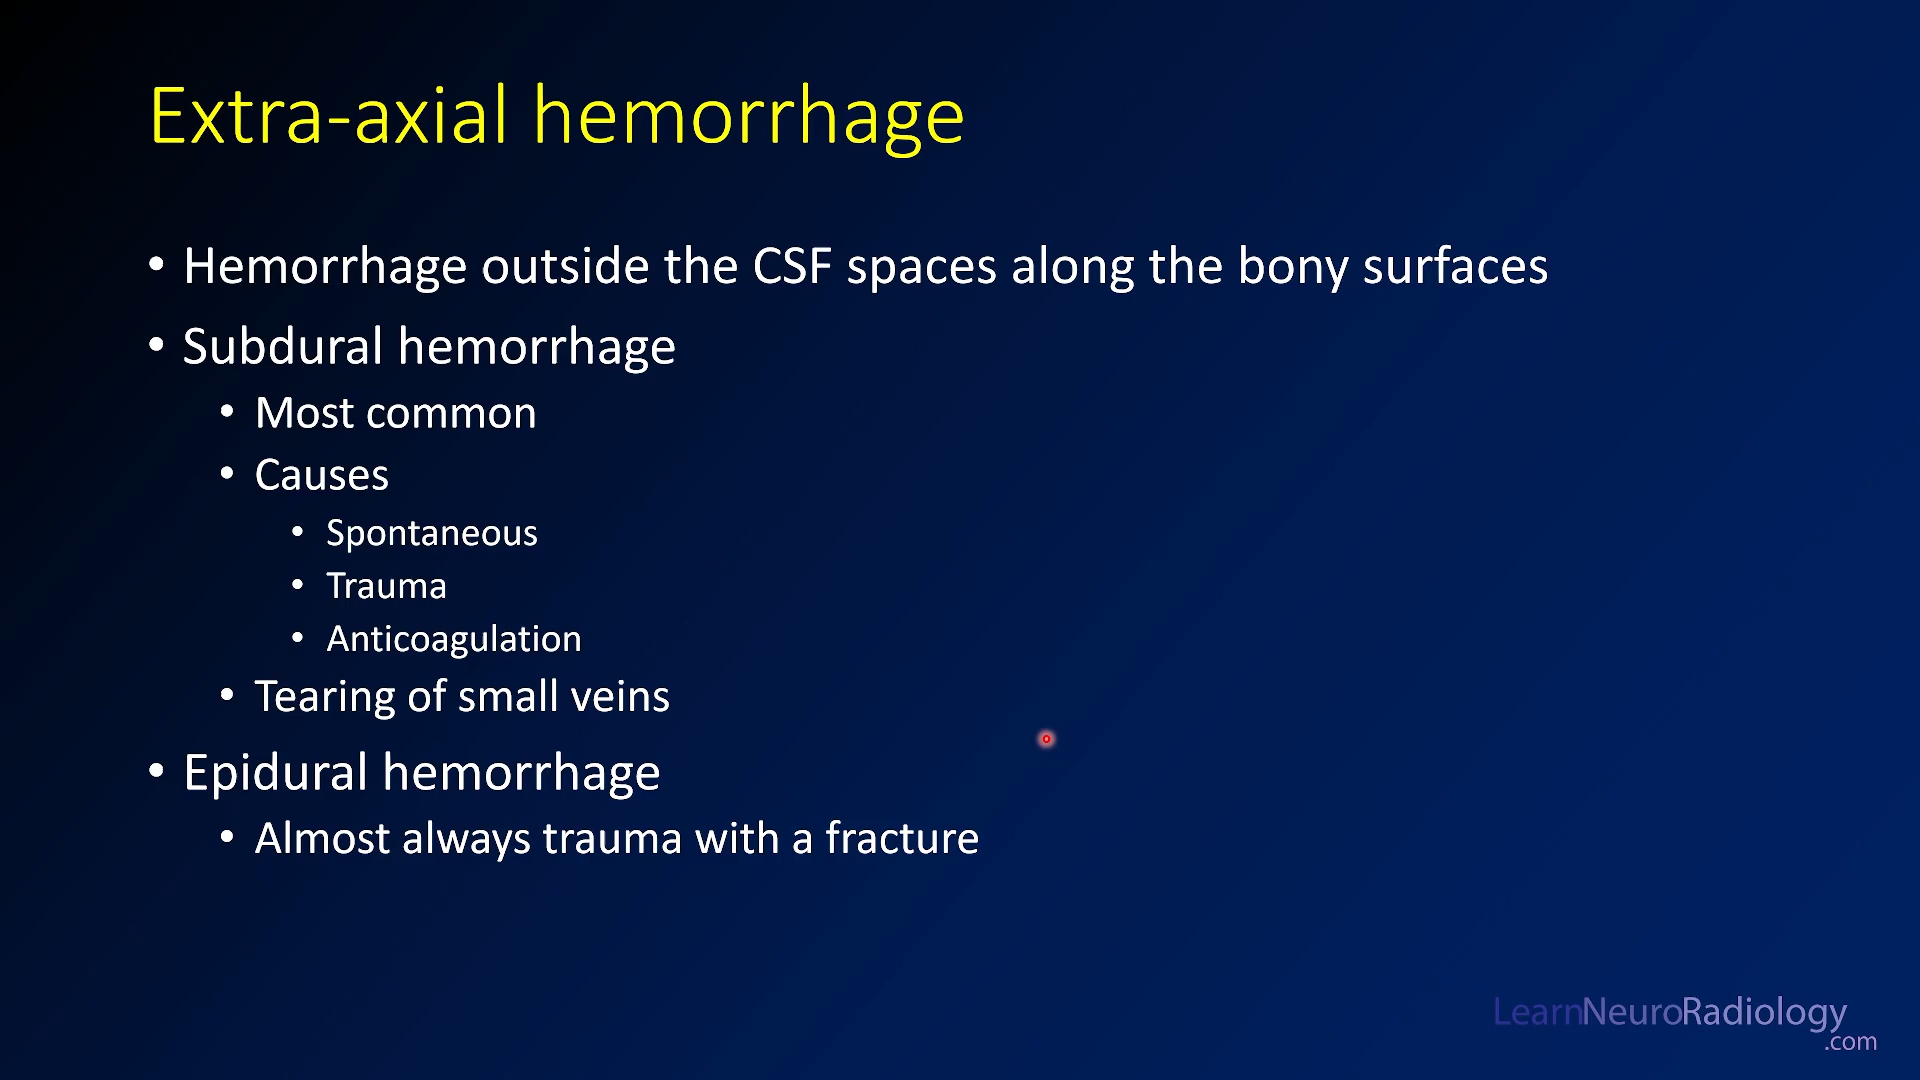 Extra-axial hemorrhage
• Hemorrhage outside the CSF spaces along the bony surfaces
• Subdural hemorrhage
• Most common
• Causes
• Spontaneous
• Trauma
• Anticoagulation
• Tearing of small veins
• Epidural hemorrhage
• Almost always trauma with a fracture
LearnNeuroRadiology
.com